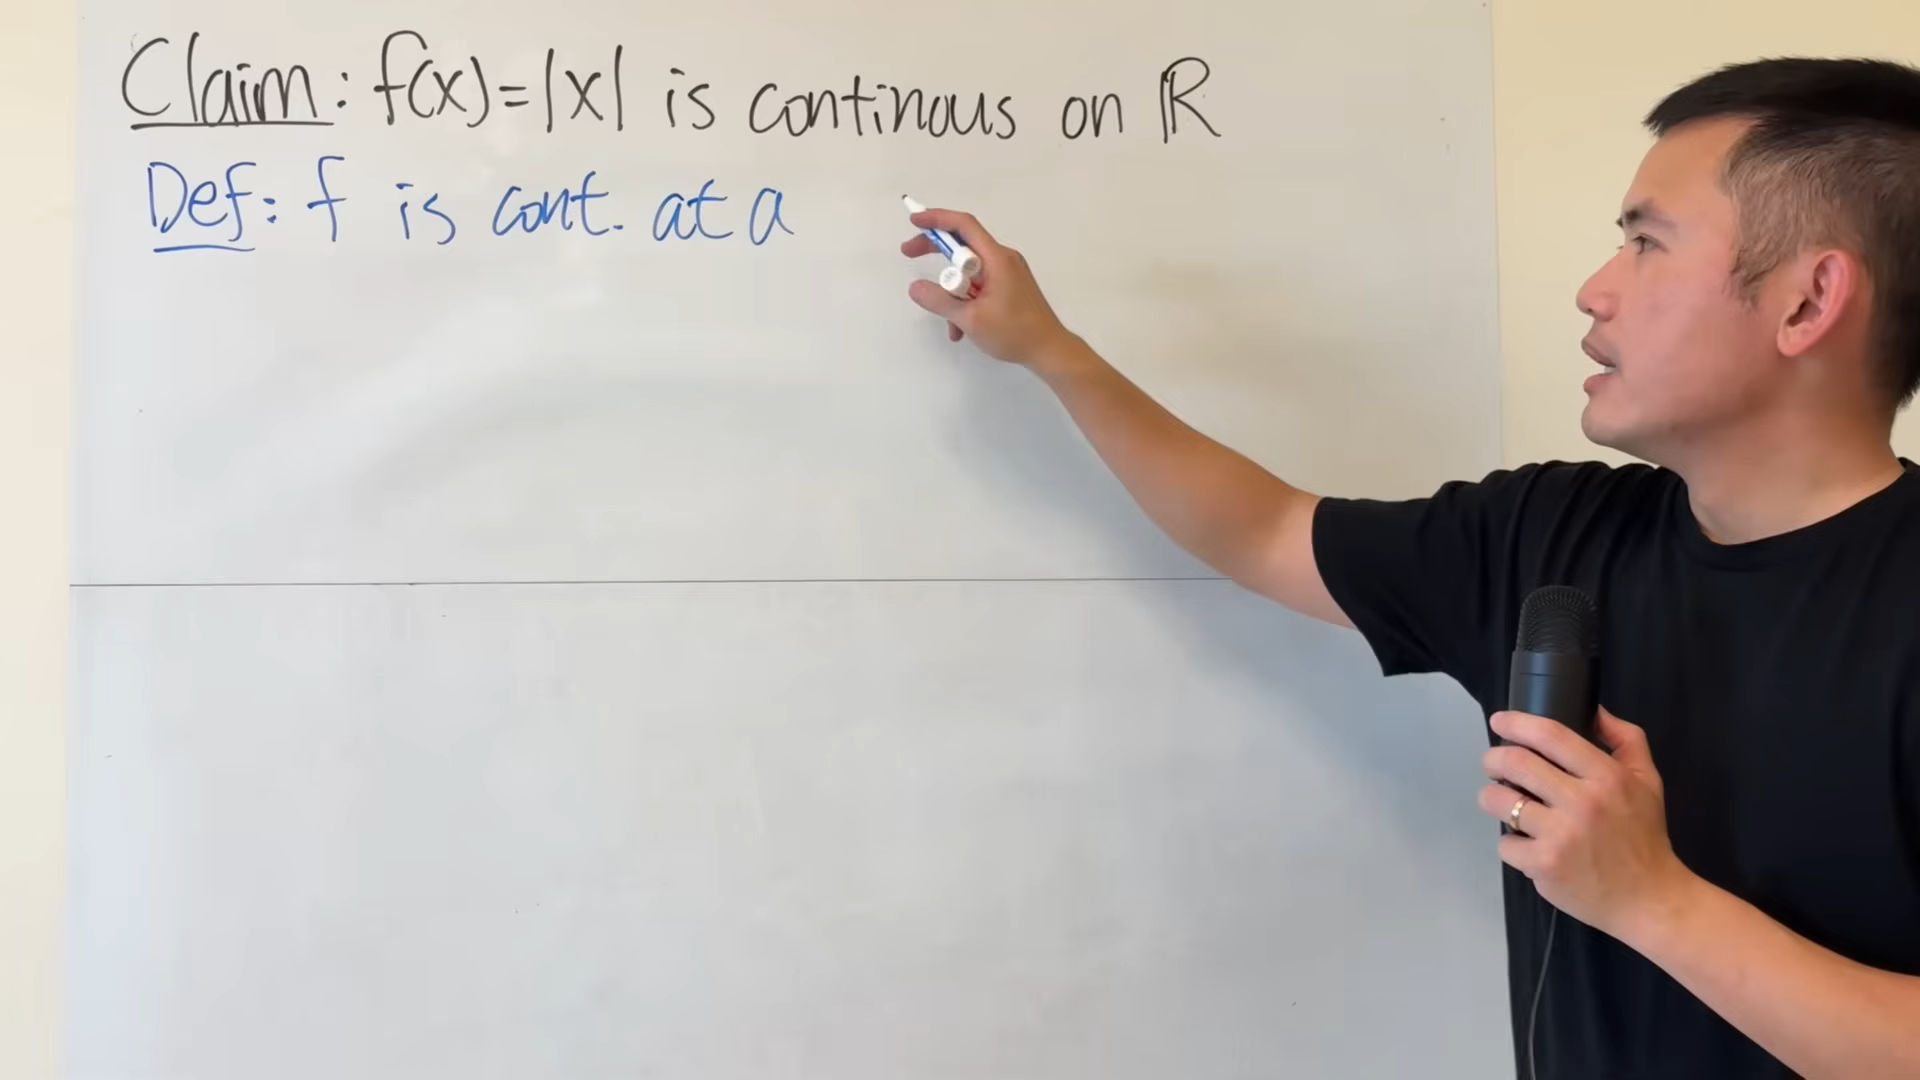 Claim: f(x)=|x| is continous on ℝ
Def: f is cont. at a